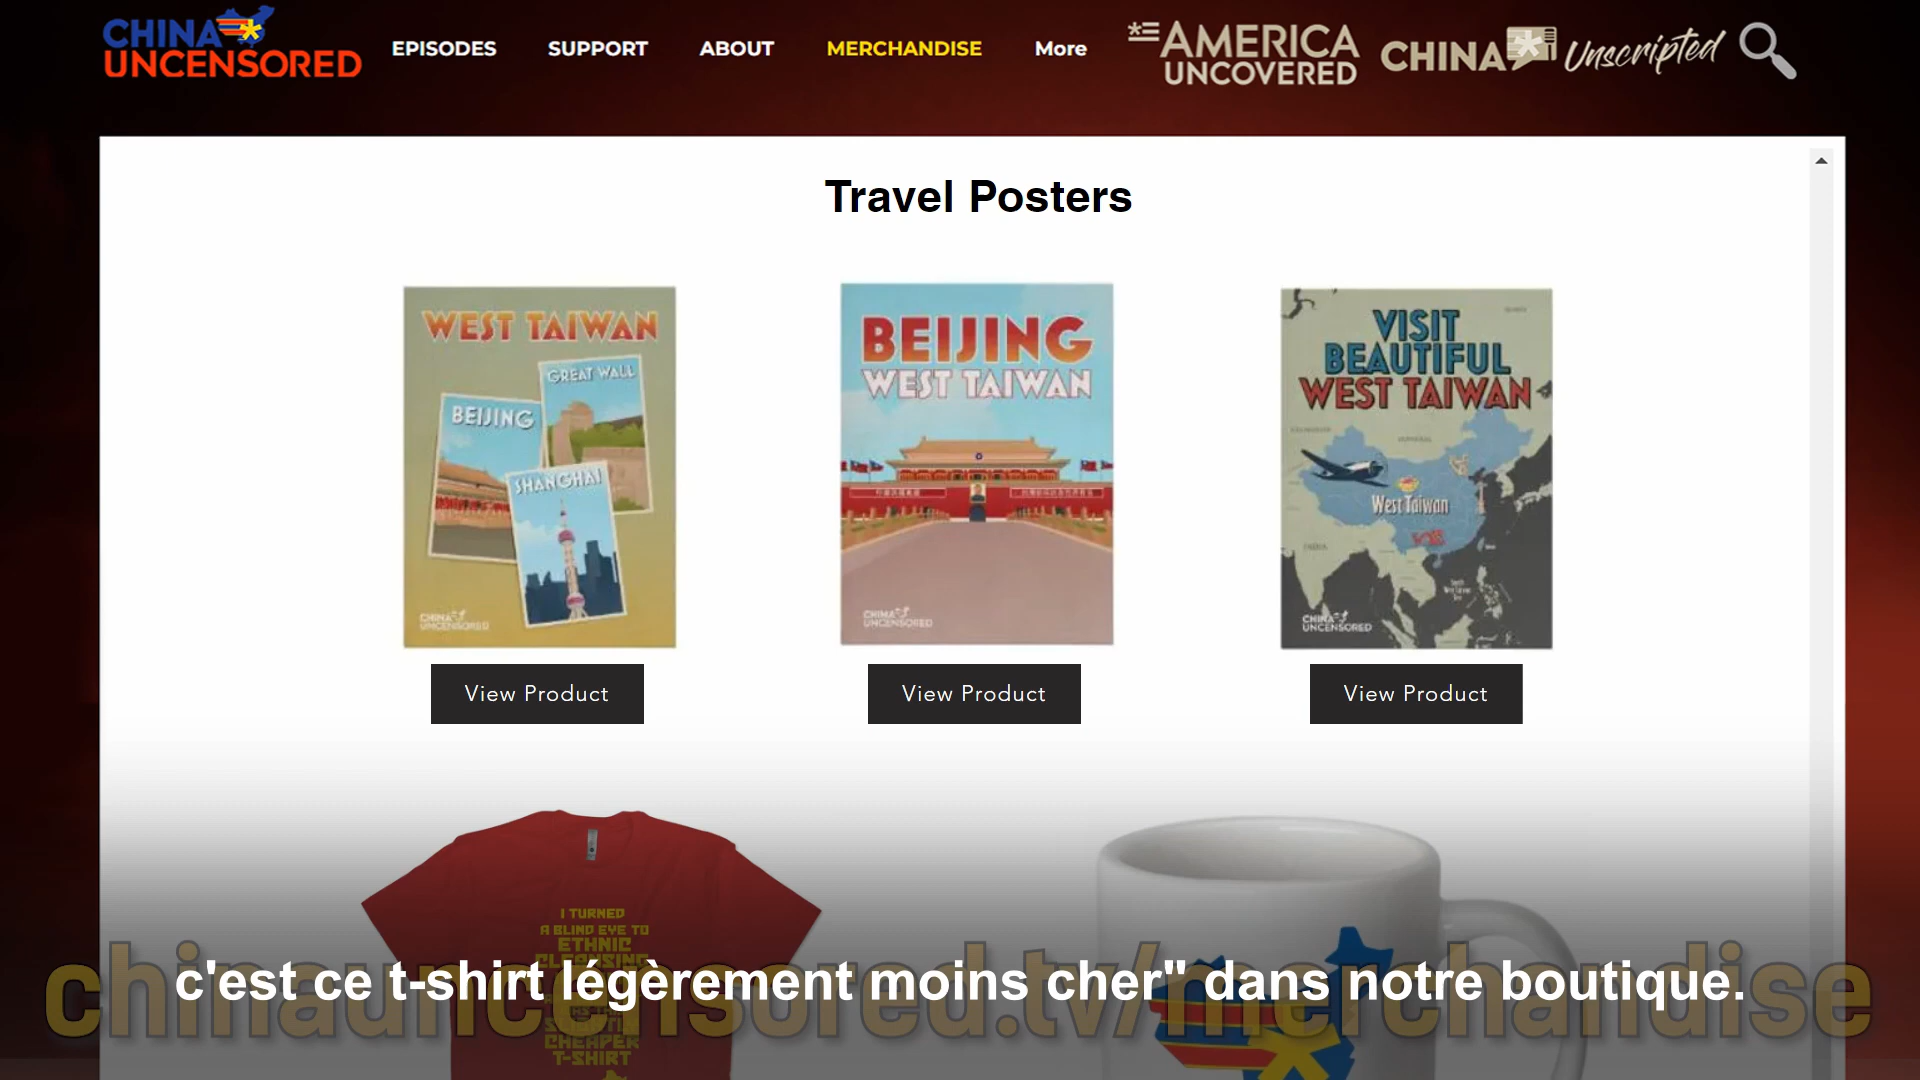 CHINA
UNCENSORED
EPISODES
SUPPORT
ABOUT
MERCHANDISE
More
AMERICA
UNCOVERED
CHINA Unscripted
Travel Posters
WEST TAIWAN
GREAT WALL
BEIJING
SHANGHAI
CHINA
UNCENSORED
BEIJING
WEST TAIWAN
CHINA
UNCENSORED
VISIT
BEAUTIFUL
WEST TAIWAN
West Taiwan
CHINA
UNCENSORED
View Product
View Product
View Product
I TURNED
A BLIND EYE TO
ETHNIC
CLEANSING
CHEAPER
T-SHIRT
chinauncensored.tv/merchandise
c'est ce t-shirt légèrement moins cher" dans notre boutique.